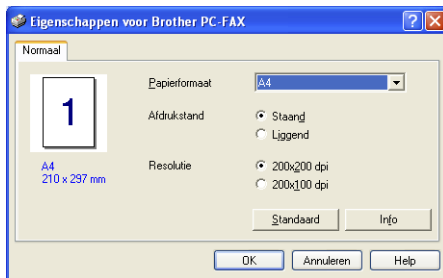 Eigenschappen voor Brother PC-FAX
Normaal
1
A4
210 x 297 mm
Papierformaat
A4
Afdrukstand
Staand
Liggend
Resolutie
200x200 dpi
200x100 dpi
Standaard
Info
OK
Annuleren
Help